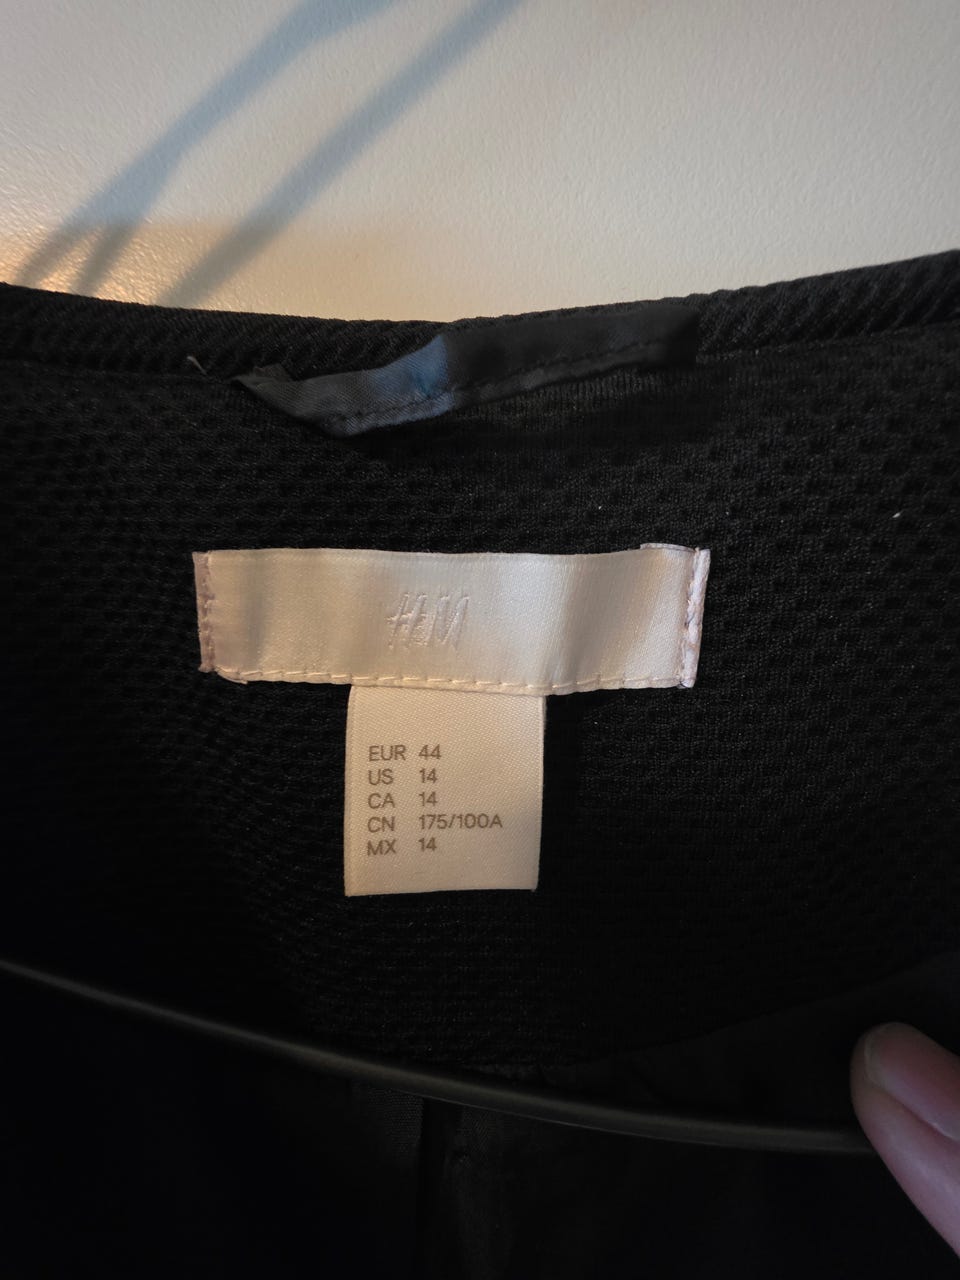 H&M
EUR 44
US 14
CA 14
CN 175/100A
MX 14